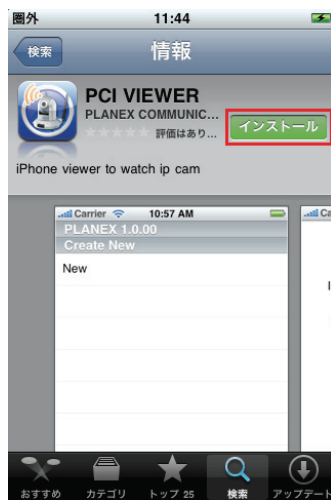 圏外 11:44
検索 情報
PCI VIEWER
PLANEX COMMUNIC...
評価はあり...
インストール
iPhone viewer to watch ip cam
Carrier 10:57 AM
PLANEX 1.0.00
Create New
New
おすすめ カテゴリ トップ 25 検索 アップデート